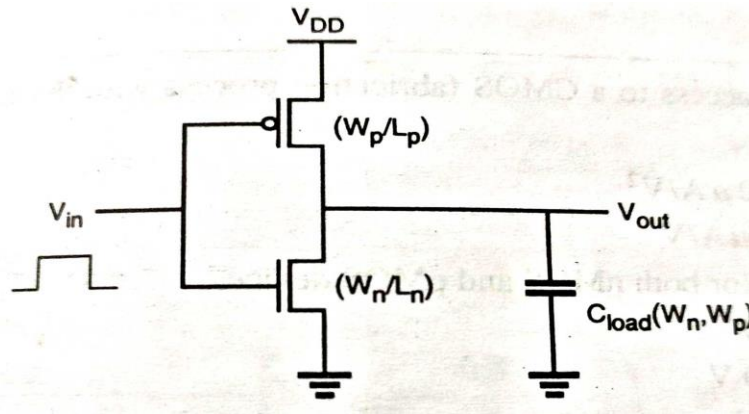 V_DD
(W_p/L_p)
V_in
V_out
(W_n/L_n)
C_load(W_n,W_p)